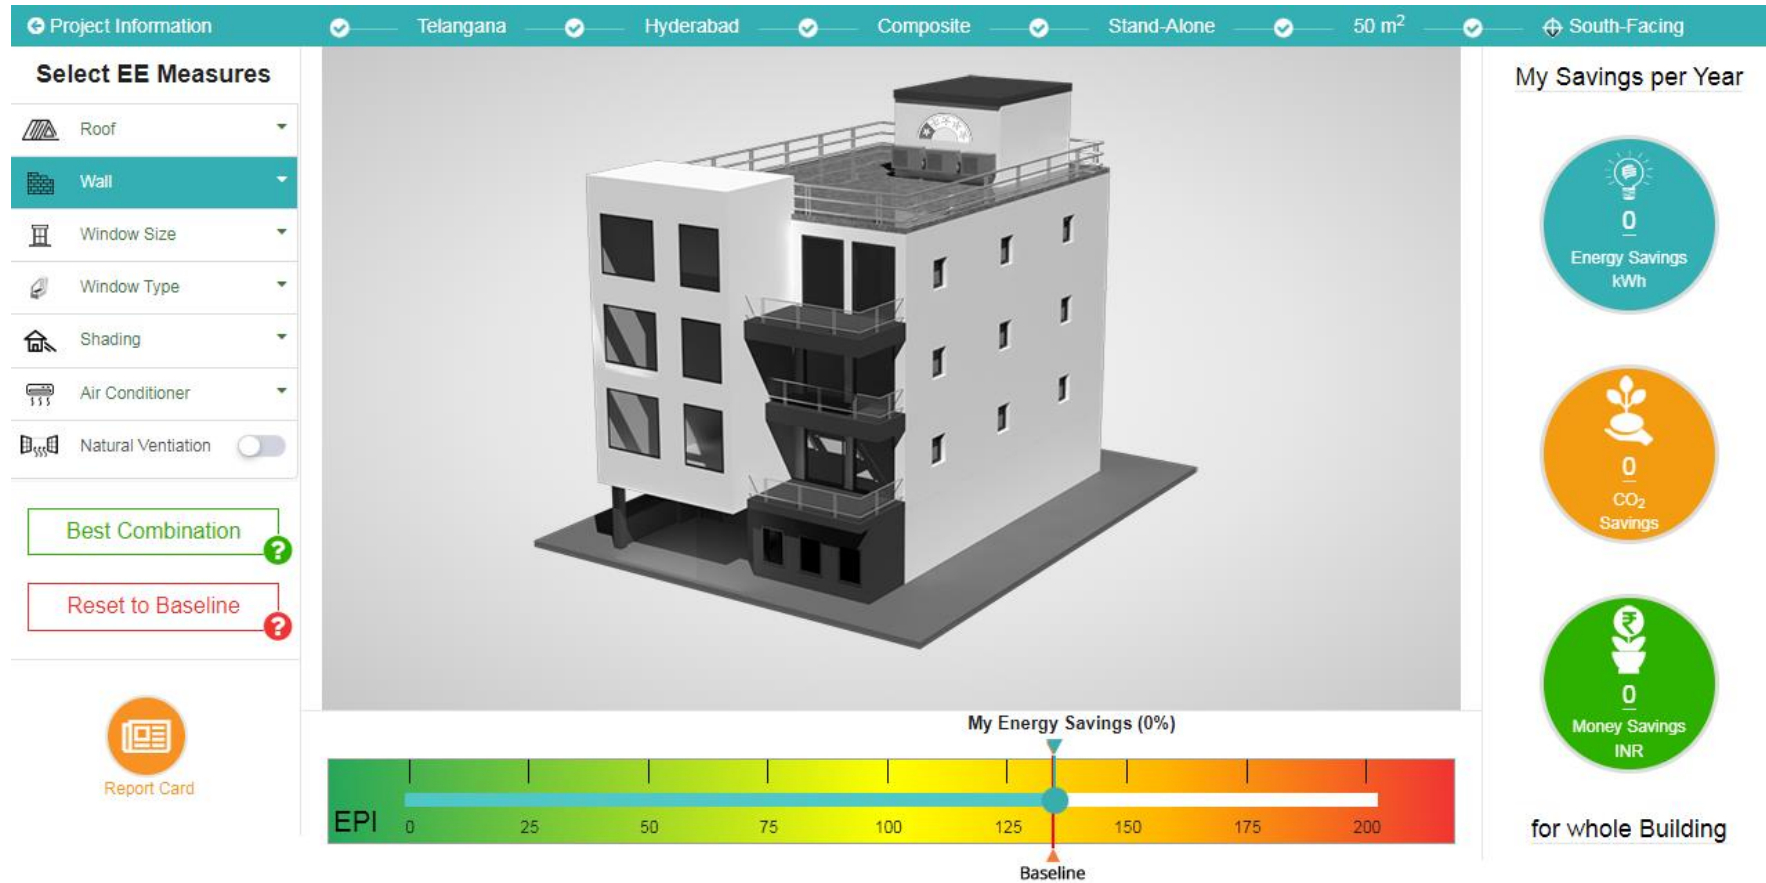 Project Information
Telangana
Hyderabad
Composite
Stand-Alone
50 m²
South-Facing
Select EE Measures
Roof
Wall
Window Size
Window Type
Shading
Air Conditioner
Natural Ventiation
Best Combination
?
Reset to Baseline
?
Report Card
My Energy Savings (0%)
EPI
0 25 50 75 100 125 150 175 200
Baseline
My Savings per Year
0
Energy Savings
kWh
0
CO₂
Savings
₹
0
Money Savings
INR
for whole Building